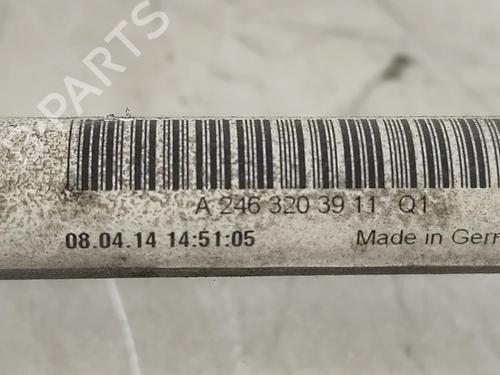 PARTS
A 246 320 39 11 Q1
08.04.14 14:51:05
Made in Germ